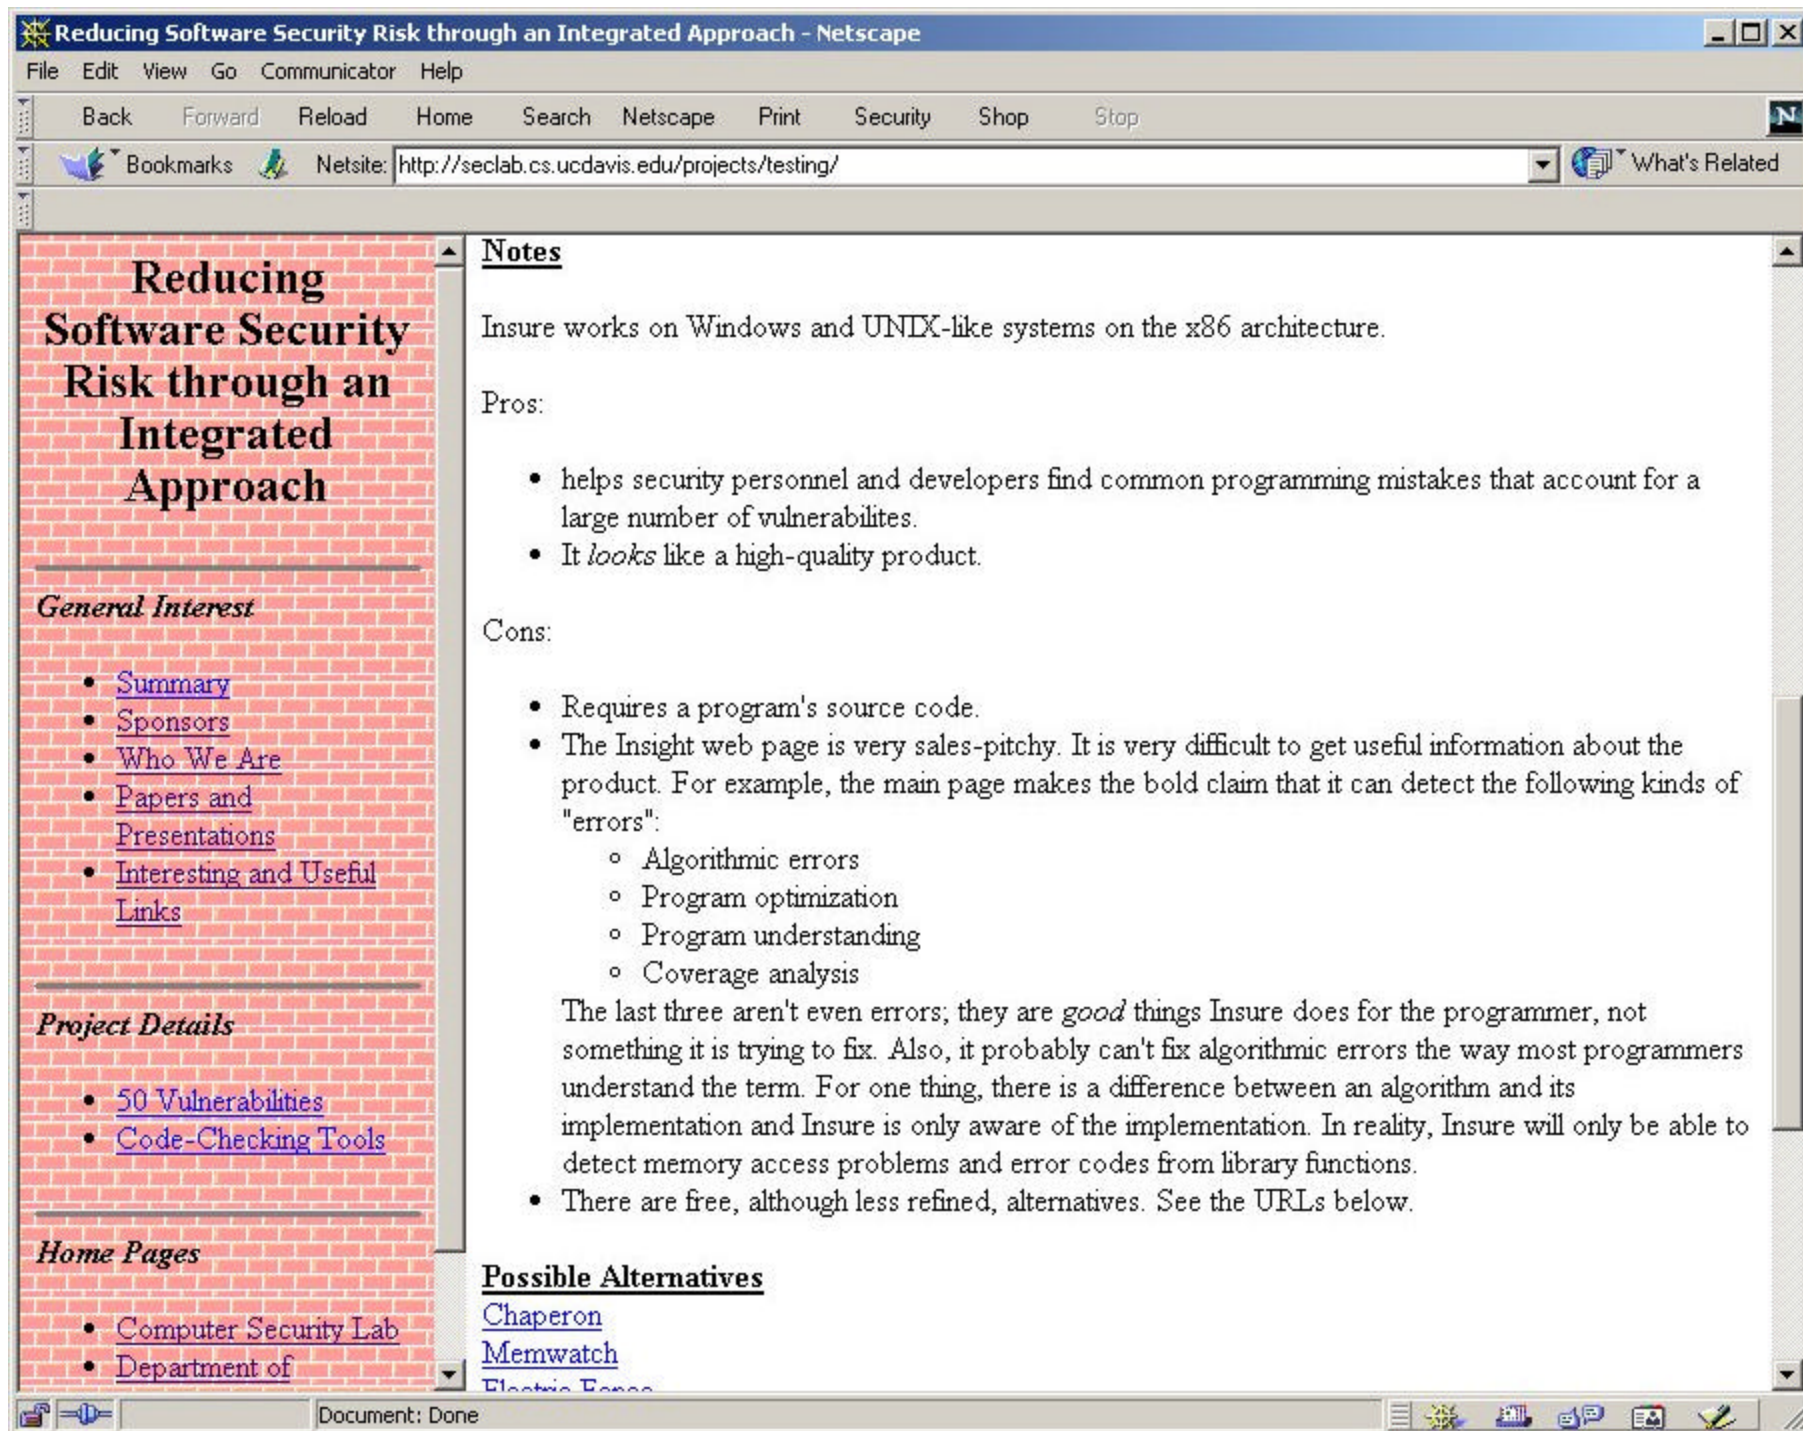 Reducing Software Security Risk through an Integrated Approach - Netscape
File Edit View Go Communicator Help
Back Forward Reload Home Search Netscape Print Security Shop Stop
N
Bookmarks Netsite: http://seclab.cs.ucdavis.edu/projects/testing/ What's Related
Reducing
Software Security
Risk through an
Integrated
Approach
General Interest
• Summary
• Sponsors
• Who We Are
• Papers and
Presentations
• Interesting and Useful
Links
Project Details
• 50 Vulnerabilities
• Code-Checking Tools
Home Pages
• Computer Security Lab
• Department of
Notes
Insure works on Windows and UNIX-like systems on the x86 architecture.
Pros:
• helps security personnel and developers find common programming mistakes that account for a
large number of vulnerabilites.
• It looks like a high-quality product.
Cons:
• Requires a program's source code.
• The Insight web page is very sales-pitchy. It is very difficult to get useful information about the
product. For example, the main page makes the bold claim that it can detect the following kinds of
"errors":
◦ Algorithmic errors
◦ Program optimization
◦ Program understanding
◦ Coverage analysis
The last three aren't even errors; they are good things Insure does for the programmer, not
something it is trying to fix. Also, it probably can't fix algorithmic errors the way most programmers
understand the term. For one thing, there is a difference between an algorithm and its
implementation and Insure is only aware of the implementation. In reality, Insure will only be able to
detect memory access problems and error codes from library functions.
• There are free, although less refined, alternatives. See the URLs below.
Possible Alternatives
Chaperon
Memwatch
Electric Fence
Document: Done